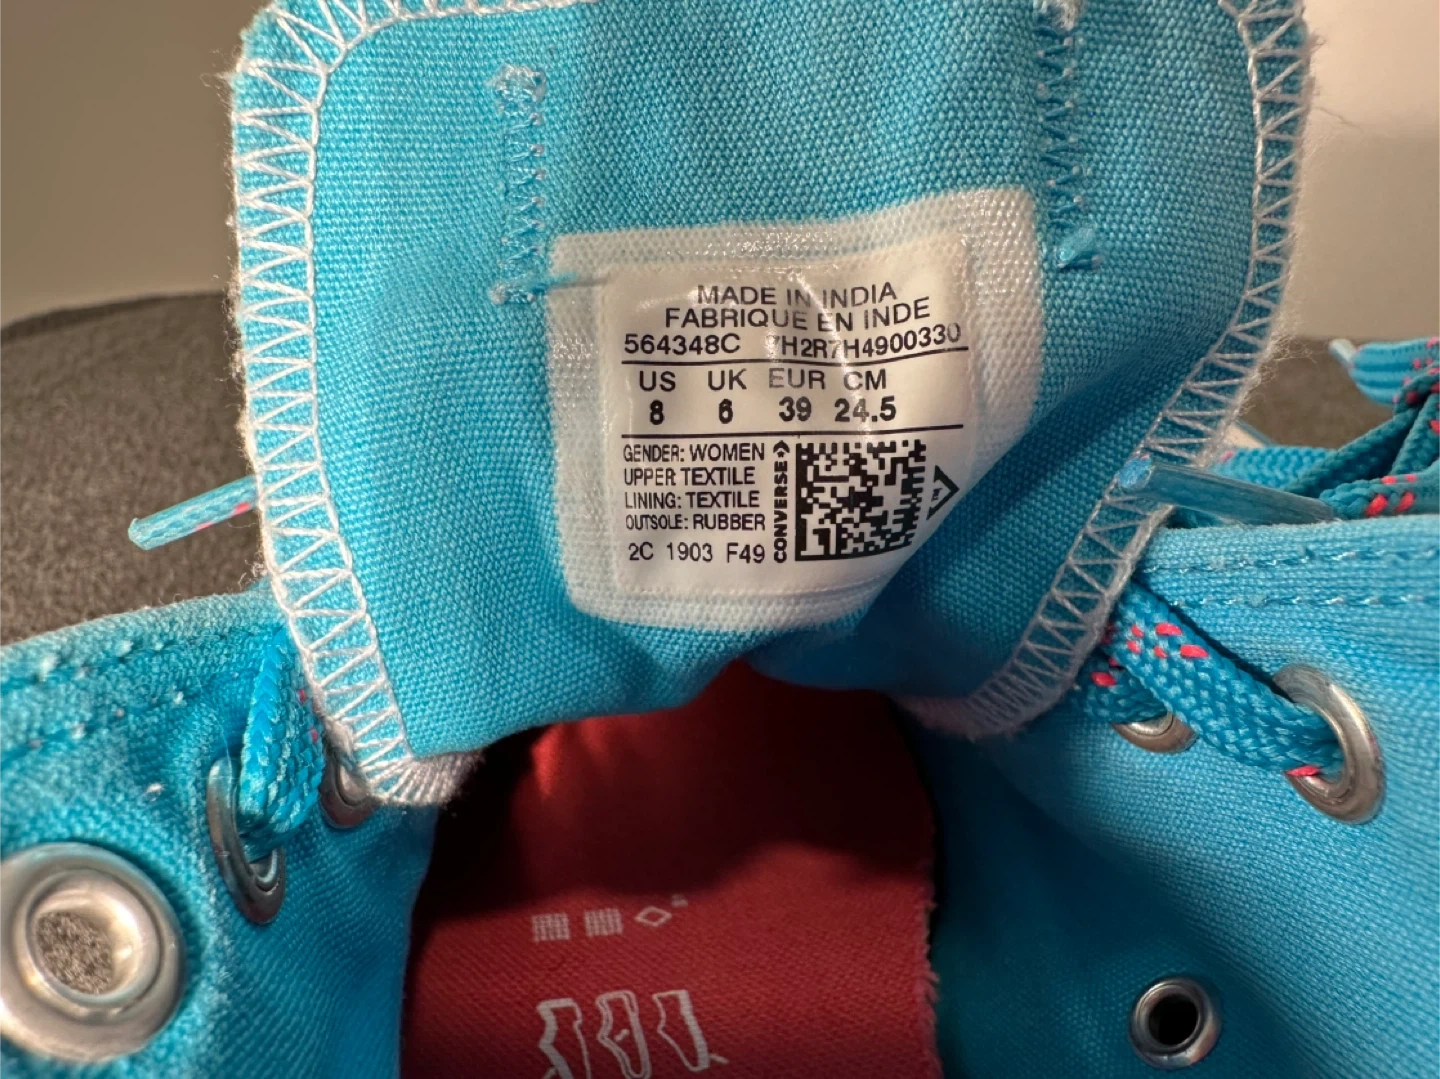 MADE IN INDIA
FABRIQUE EN INDE
564348C 7H2R7H4900330
US UK EUR CM
8 6 39 24.5
GENDER: WOMEN
UPPER TEXTILE
LINING: TEXTILE
OUTSOLE: RUBBER
2C 1903 F49
CONVERSE